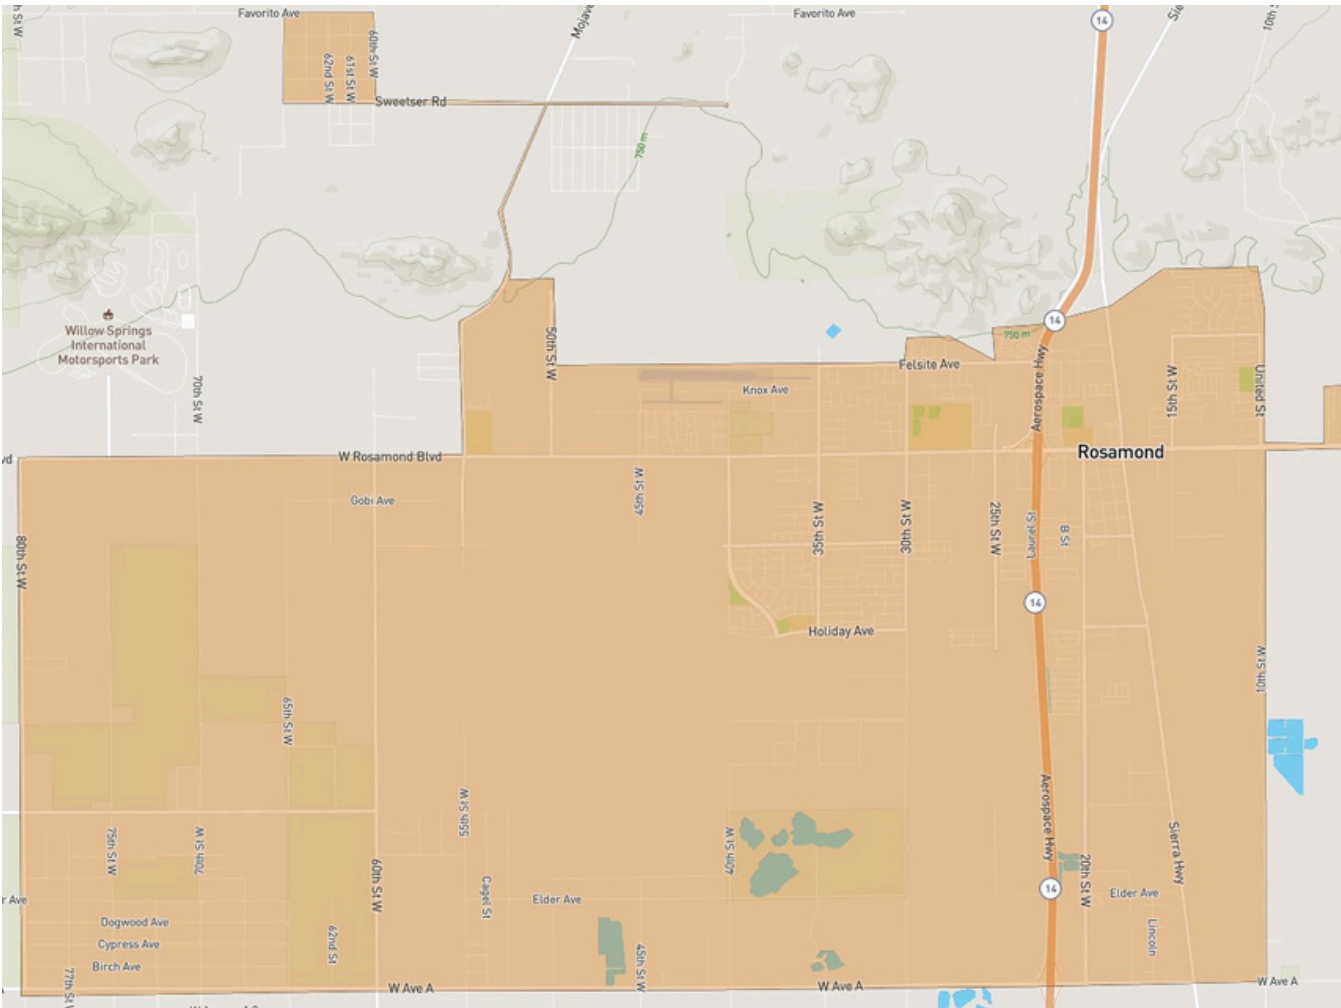 h St W
Favorito Ave
Favorito Ave
14
10th S
Mojave
Sie
60th St W
61st St W
62nd St W
Sweetser Rd
750 m
Willow Springs
International
Motorsports Park
14
750 m
50th St W
Felsite Ave
Aerospace Hwy
70th St W
Knox Ave
15th St W
United St
vd
W Rosamond Blvd
Rosamond
Gobi Ave
45th St W
35th St W
30th St W
25th St W
Laurel St
B St
80th St W
14
Holiday Ave
10th St W
65th St W
55th St W
Aerospace Hwy
75th St W
70th St W
40th St W
Sierra Hwy
60th St W
14
20th St W
r Ave
Cagel St
Elder Ave
Elder Ave
Dogwood Ave
Cypress Ave
62nd St
Lincoln
Birch Ave
77th St W
45th St W
W Ave A
W Ave A
W Ave A